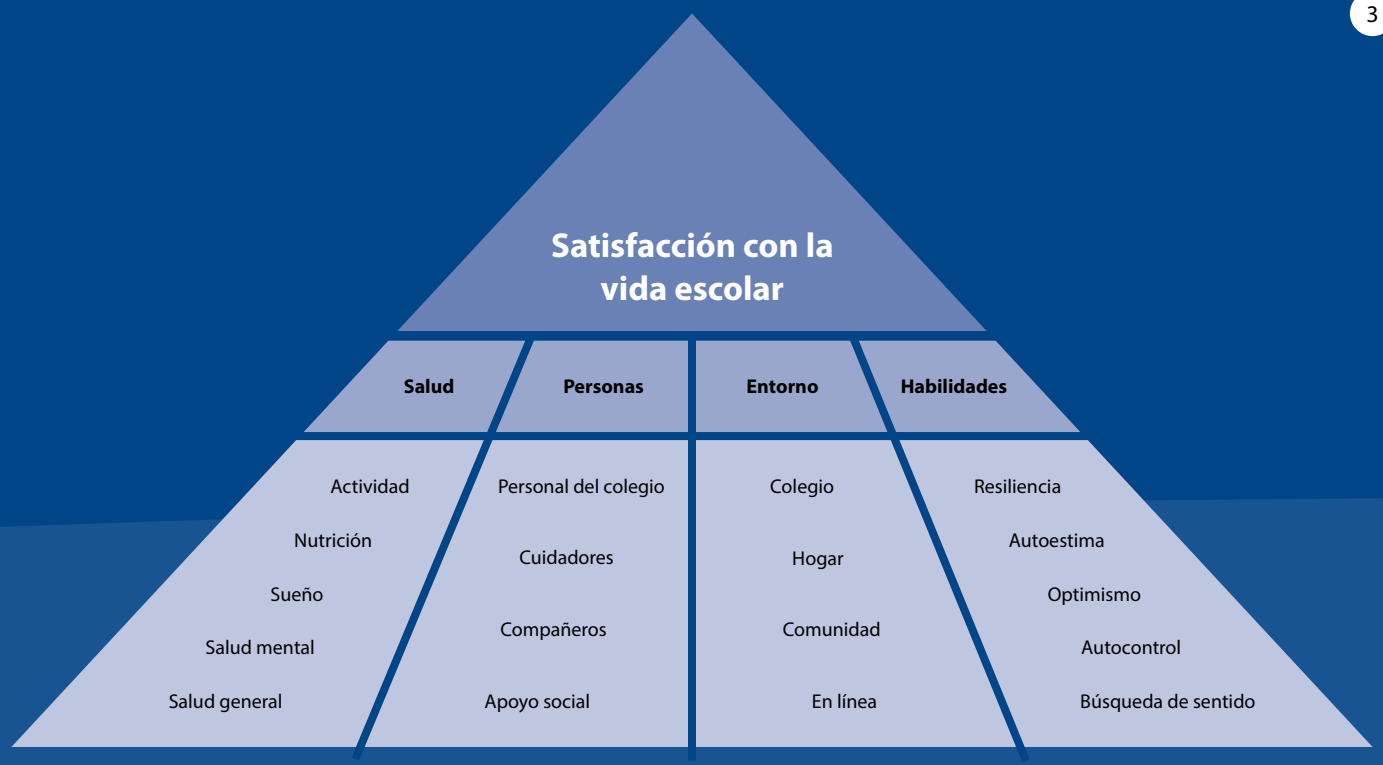 3
Satisfacción con la
vida escolar
Salud
Personas
Entorno
Habilidades
Actividad
Nutrición
Sueño
Salud mental
Salud general
Personal del colegio
Cuidadores
Compañeros
Apoyo social
Colegio
Hogar
Comunidad
En línea
Resiliencia
Autoestima
Optimismo
Autocontrol
Búsqueda de sentido